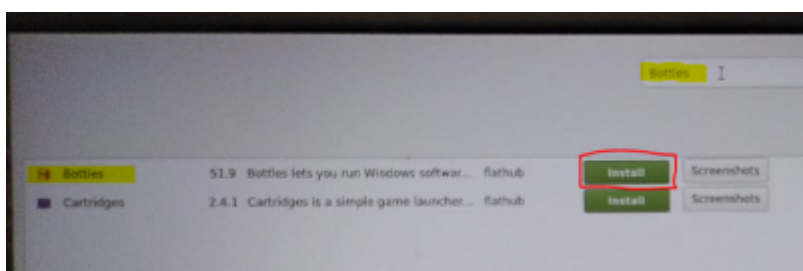 Bottles
Bottles 51.9 Bottles lets you run Windows softwar... flathub Install Screenshots
Cartridges 2.4.1 Cartridges is a simple game launcher... flathub Install Screenshots